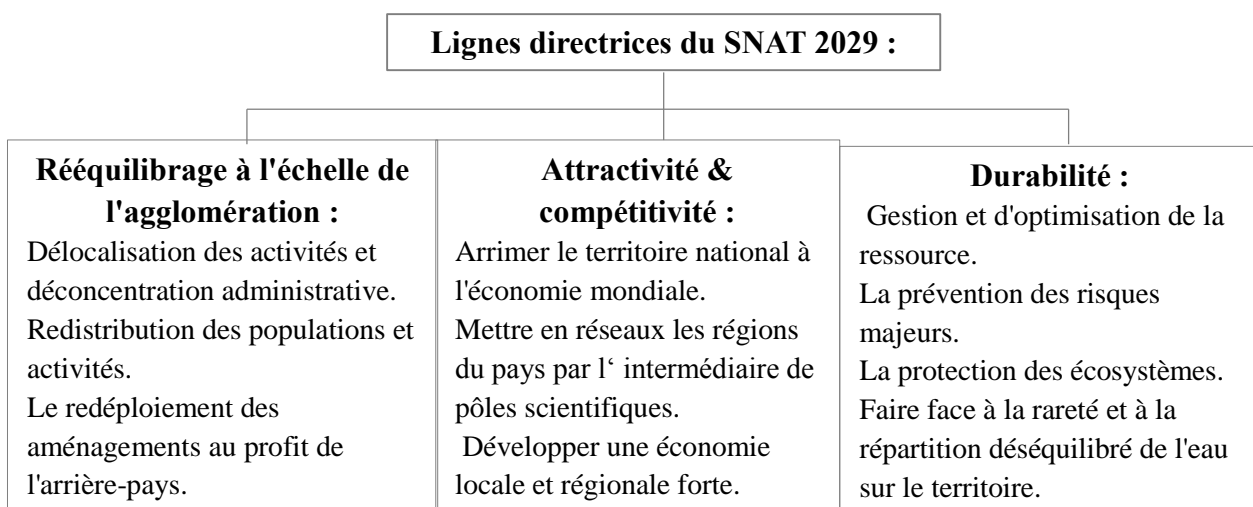 Lignes directrices du SNAT 2029 :
Rééquilibrage à l'échelle de
l'agglomération :
Délocalisation des activités et
déconcentration administrative.
Redistribution des populations et
activités.
Le redéploiement des
aménagements au profit de
l'arrière-pays.
Attractivité &
compétitivité :
Arrimer le territoire national à
l'économie mondiale.
Mettre en réseaux les régions
du pays par l‘ intermédiaire de
pôles scientifiques.
Développer une économie
locale et régionale forte.
Durabilité :
Gestion et d'optimisation de la
ressource.
La prévention des risques
majeurs.
La protection des écosystèmes.
Faire face à la rareté et à la
répartition déséquilibré de l'eau
sur le territoire.